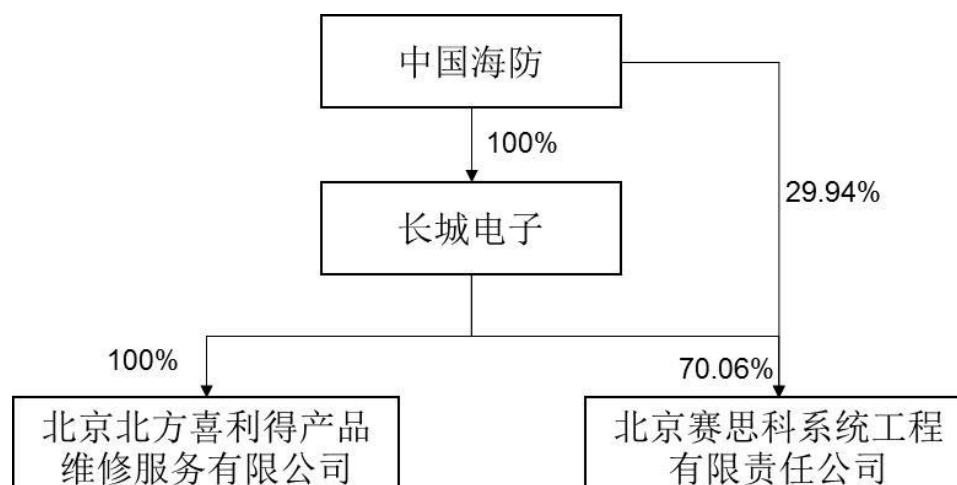 中国海防
100%
29.94%
长城电子
100%
70.06%
北京北方喜利得产品
维修服务有限公司
北京赛思科系统工程
有限责任公司